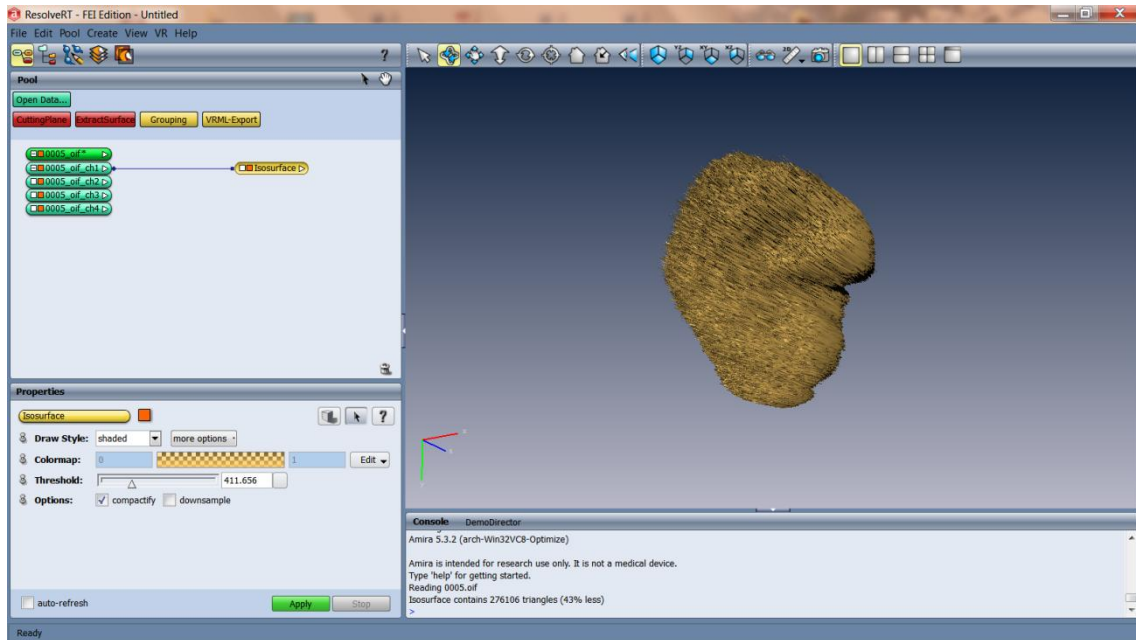 ResolveRT - FEI Edition - Untitled
File Edit Pool Create View VR Help
?
Pool
Open Data...
CuttingPlane ExtractSurface Grouping VRML-Export
0005_oif*
0005_oif_ch1 Isosurface
0005_oif_ch2
0005_oif_ch3
0005_oif_ch4
Properties
Isosurface ?
Draw Style: shaded more options
Colormap: 0 1 Edit
Threshold: 411.656
Options: compactify downsample
auto-refresh Apply Stop
Ready
Console DemoDirector
Amira 5.3.2 (arch-Win32VC8-Optimize)
Amira is intended for research use only. It is not a medical device.
Type 'help' for getting started.
Reading 0005.oif
Isosurface contains 276106 triangles (43% less)
>